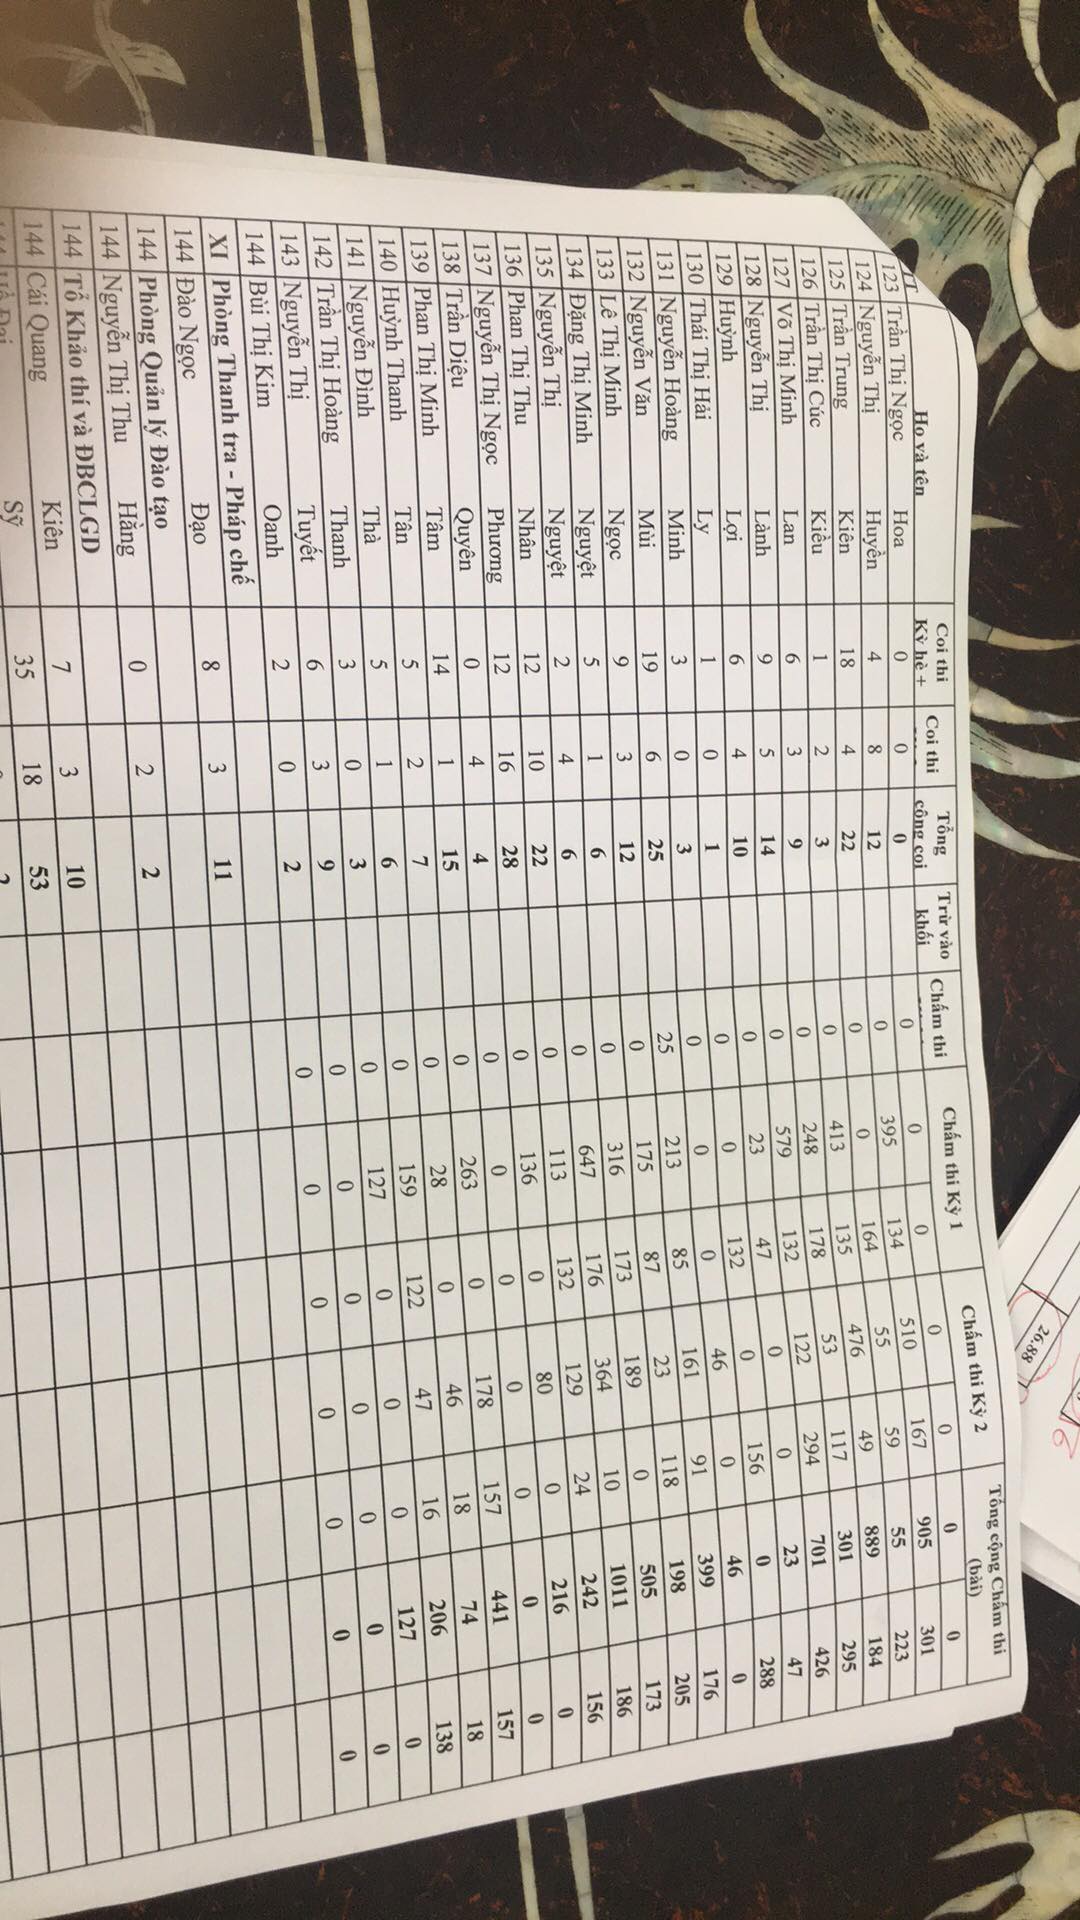 26.88
TT Họ và tên Coi thi Kỳ hè + Coi thi Tổng cộng coi Trừ vào khối Chấm thi Chấm thi Kỳ 1 Chấm thi Kỳ 2 Tổng cộng Chấm thi (bài)
123 Trần Thị Ngọc Hoa 0 0 0 0 0 0 0 0 0 0
124 Nguyễn Thị Huyền 4 8 12 0 395 134 510 167 905 301
125 Trần Trung Kiên 18 4 22 0 0 164 55 59 55 223
126 Trần Thị Cúc Kiều 1 2 3 0 413 135 476 49 889 184
127 Võ Thị Minh Lan 6 3 9 0 248 178 53 117 301 295
128 Nguyễn Thị Lành 9 5 14 0 579 132 122 294 701 426
129 Huỳnh Lợi 6 4 10 0 23 47 0 0 23 47
130 Thái Thị Hải Ly 1 0 1 0 0 132 0 156 0 288
131 Nguyễn Hoàng Minh 3 0 3 0 0 0 46 0 46 0
132 Nguyễn Văn Mùi 19 6 25 25 213 85 161 91 399 176
133 Lê Thị Minh Ngọc 9 3 12 0 175 87 23 118 198 205
134 Đặng Thị Minh Nguyệt 5 1 6 0 316 173 189 0 505 173
135 Nguyễn Thị Nguyệt 2 4 6 0 647 176 364 10 1011 186
136 Phan Thị Thu Nhân 12 10 22 0 113 132 129 24 242 156
137 Nguyễn Thị Ngọc Phương 12 16 28 0 136 0 80 0 216 0
138 Trần Diệu Quyên 0 4 4 0 0 0 0 0 0 0
139 Phan Thị Minh Tâm 14 1 15 0 263 0 178 157 441 157
140 Huỳnh Thanh Tân 5 2 7 0 28 0 46 18 74 18
141 Nguyễn Đình Thà 5 1 6 0 159 122 47 16 206 138
142 Trần Thị Hoàng Thanh 3 0 3 0 127 0 0 0 127 0
143 Nguyễn Thị Tuyết 6 3 9 0 0 0 0 0 0 0
144 Bùi Thị Kim Oanh 2 0 2 0 0 0 0 0 0 0
XI Phòng Thanh tra - Pháp chế
144 Đào Ngọc Đạo 8 3 11
144 Phòng Quản lý Đào tạo
144 Nguyễn Thị Thu Hằng 0 2 2
144 Tổ Khảo thí và ĐBCLGD
144 Cái Quang Kiên 7 3 10
144 Hồ Đại Sỹ 35 18 53